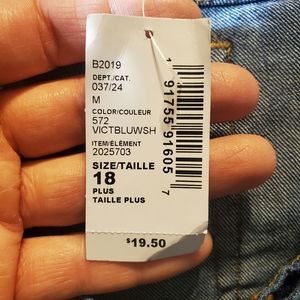 B2019
DEPT./CAT.
037/24
M
COLOR/COULEUR
572
VICTBLUWSH
ITEM/ÉLÉMENT
2025703
SIZE/TAILLE
18
PLUS
TAILLE PLUS
$19.50
1 91755 91605 7